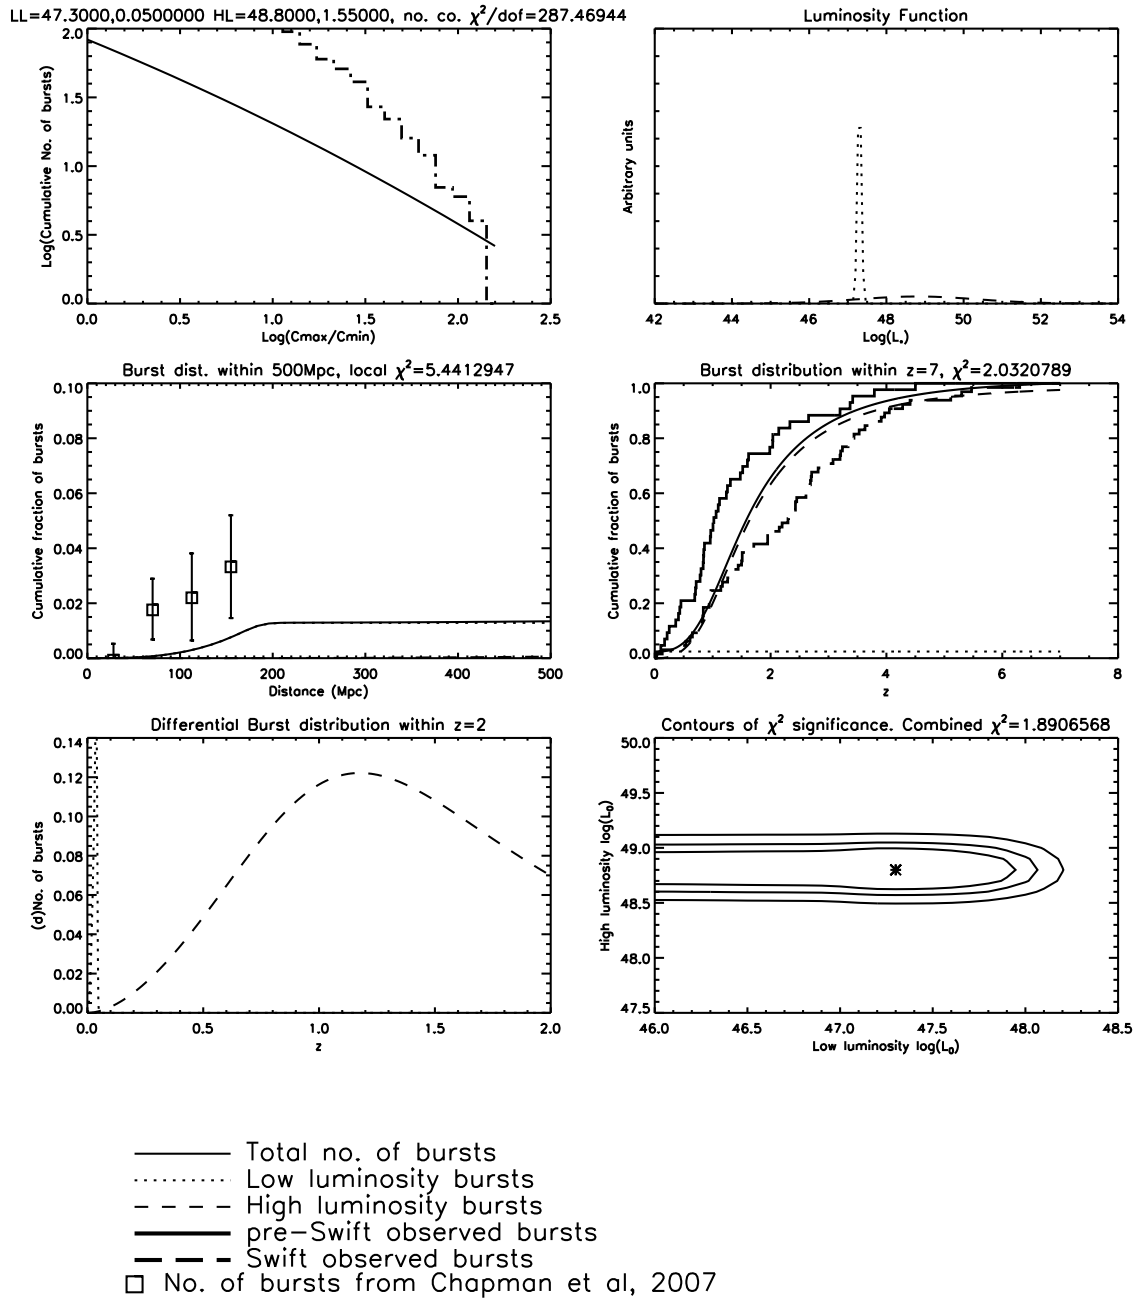 LL=47.3000,0.0500000 HL=48.8000,1.55000, no. co. χ²/dof=287.46944
2.0
1.5
1.0
0.5
0.0
Log(Cumulative No. of bursts)
0.0 0.5 1.0 1.5 2.0 2.5
Log(Cmax/Cmin)
Luminosity Function
Arbitrary units
42 44 46 48 50 52 54
Log(L*)
Burst dist. within 500Mpc, local χ²=5.4412947
0.10
0.08
0.06
0.04
0.02
0.00
Cumulative fraction of bursts
0 100 200 300 400 500
Distance (Mpc)
Burst distribution within z=7, χ²=2.0320789
1.0
0.8
0.6
0.4
0.2
0.0
Cumulative fraction of bursts
0 2 4 6 8
z
Differential Burst distribution within z=2
0.14
0.12
0.10
0.08
0.06
0.04
0.02
0.00
(d)No. of bursts
0.0 0.5 1.0 1.5 2.0
z
Contours of χ² significance. Combined χ²=1.8906568
50.0
49.5
49.0
48.5
48.0
47.5
High luminosity log(L₀)
46.0 46.5 47.0 47.5 48.0 48.5
Low luminosity log(L₀)
Total no. of bursts
Low luminosity bursts
High luminosity bursts
pre-Swift observed bursts
Swift observed bursts
No. of bursts from Chapman et al, 2007